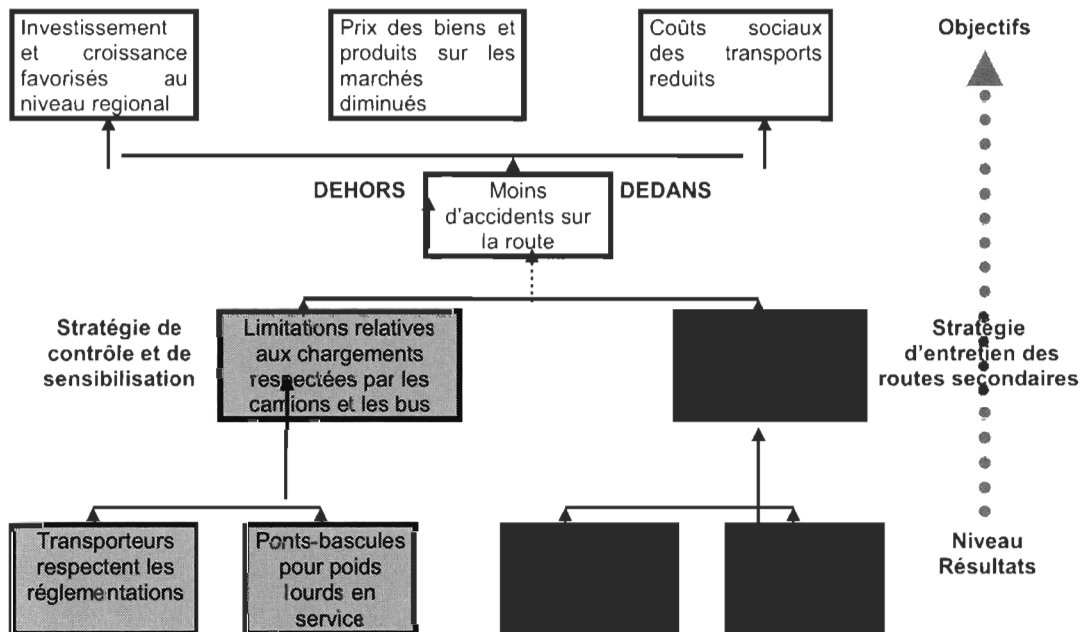 Investissement
et croissance
favorisés au
niveau regional
Prix des biens et
produits sur les
marchés
diminués
Coûts sociaux
des transports
reduits
Objectifs
DEHORS
Moins
d'accidents sur
la route
DEDANS
Stratégie de
contrôle et de
sensibilisation
Limitations relatives
aux chargements
respectées par les
camions et les bus
Stratégie
d'entretien des
routes secondaires
Transporteurs
respectent les
réglementations
Ponts-bascules
pour poids
lourds en
service
Niveau
Résultats